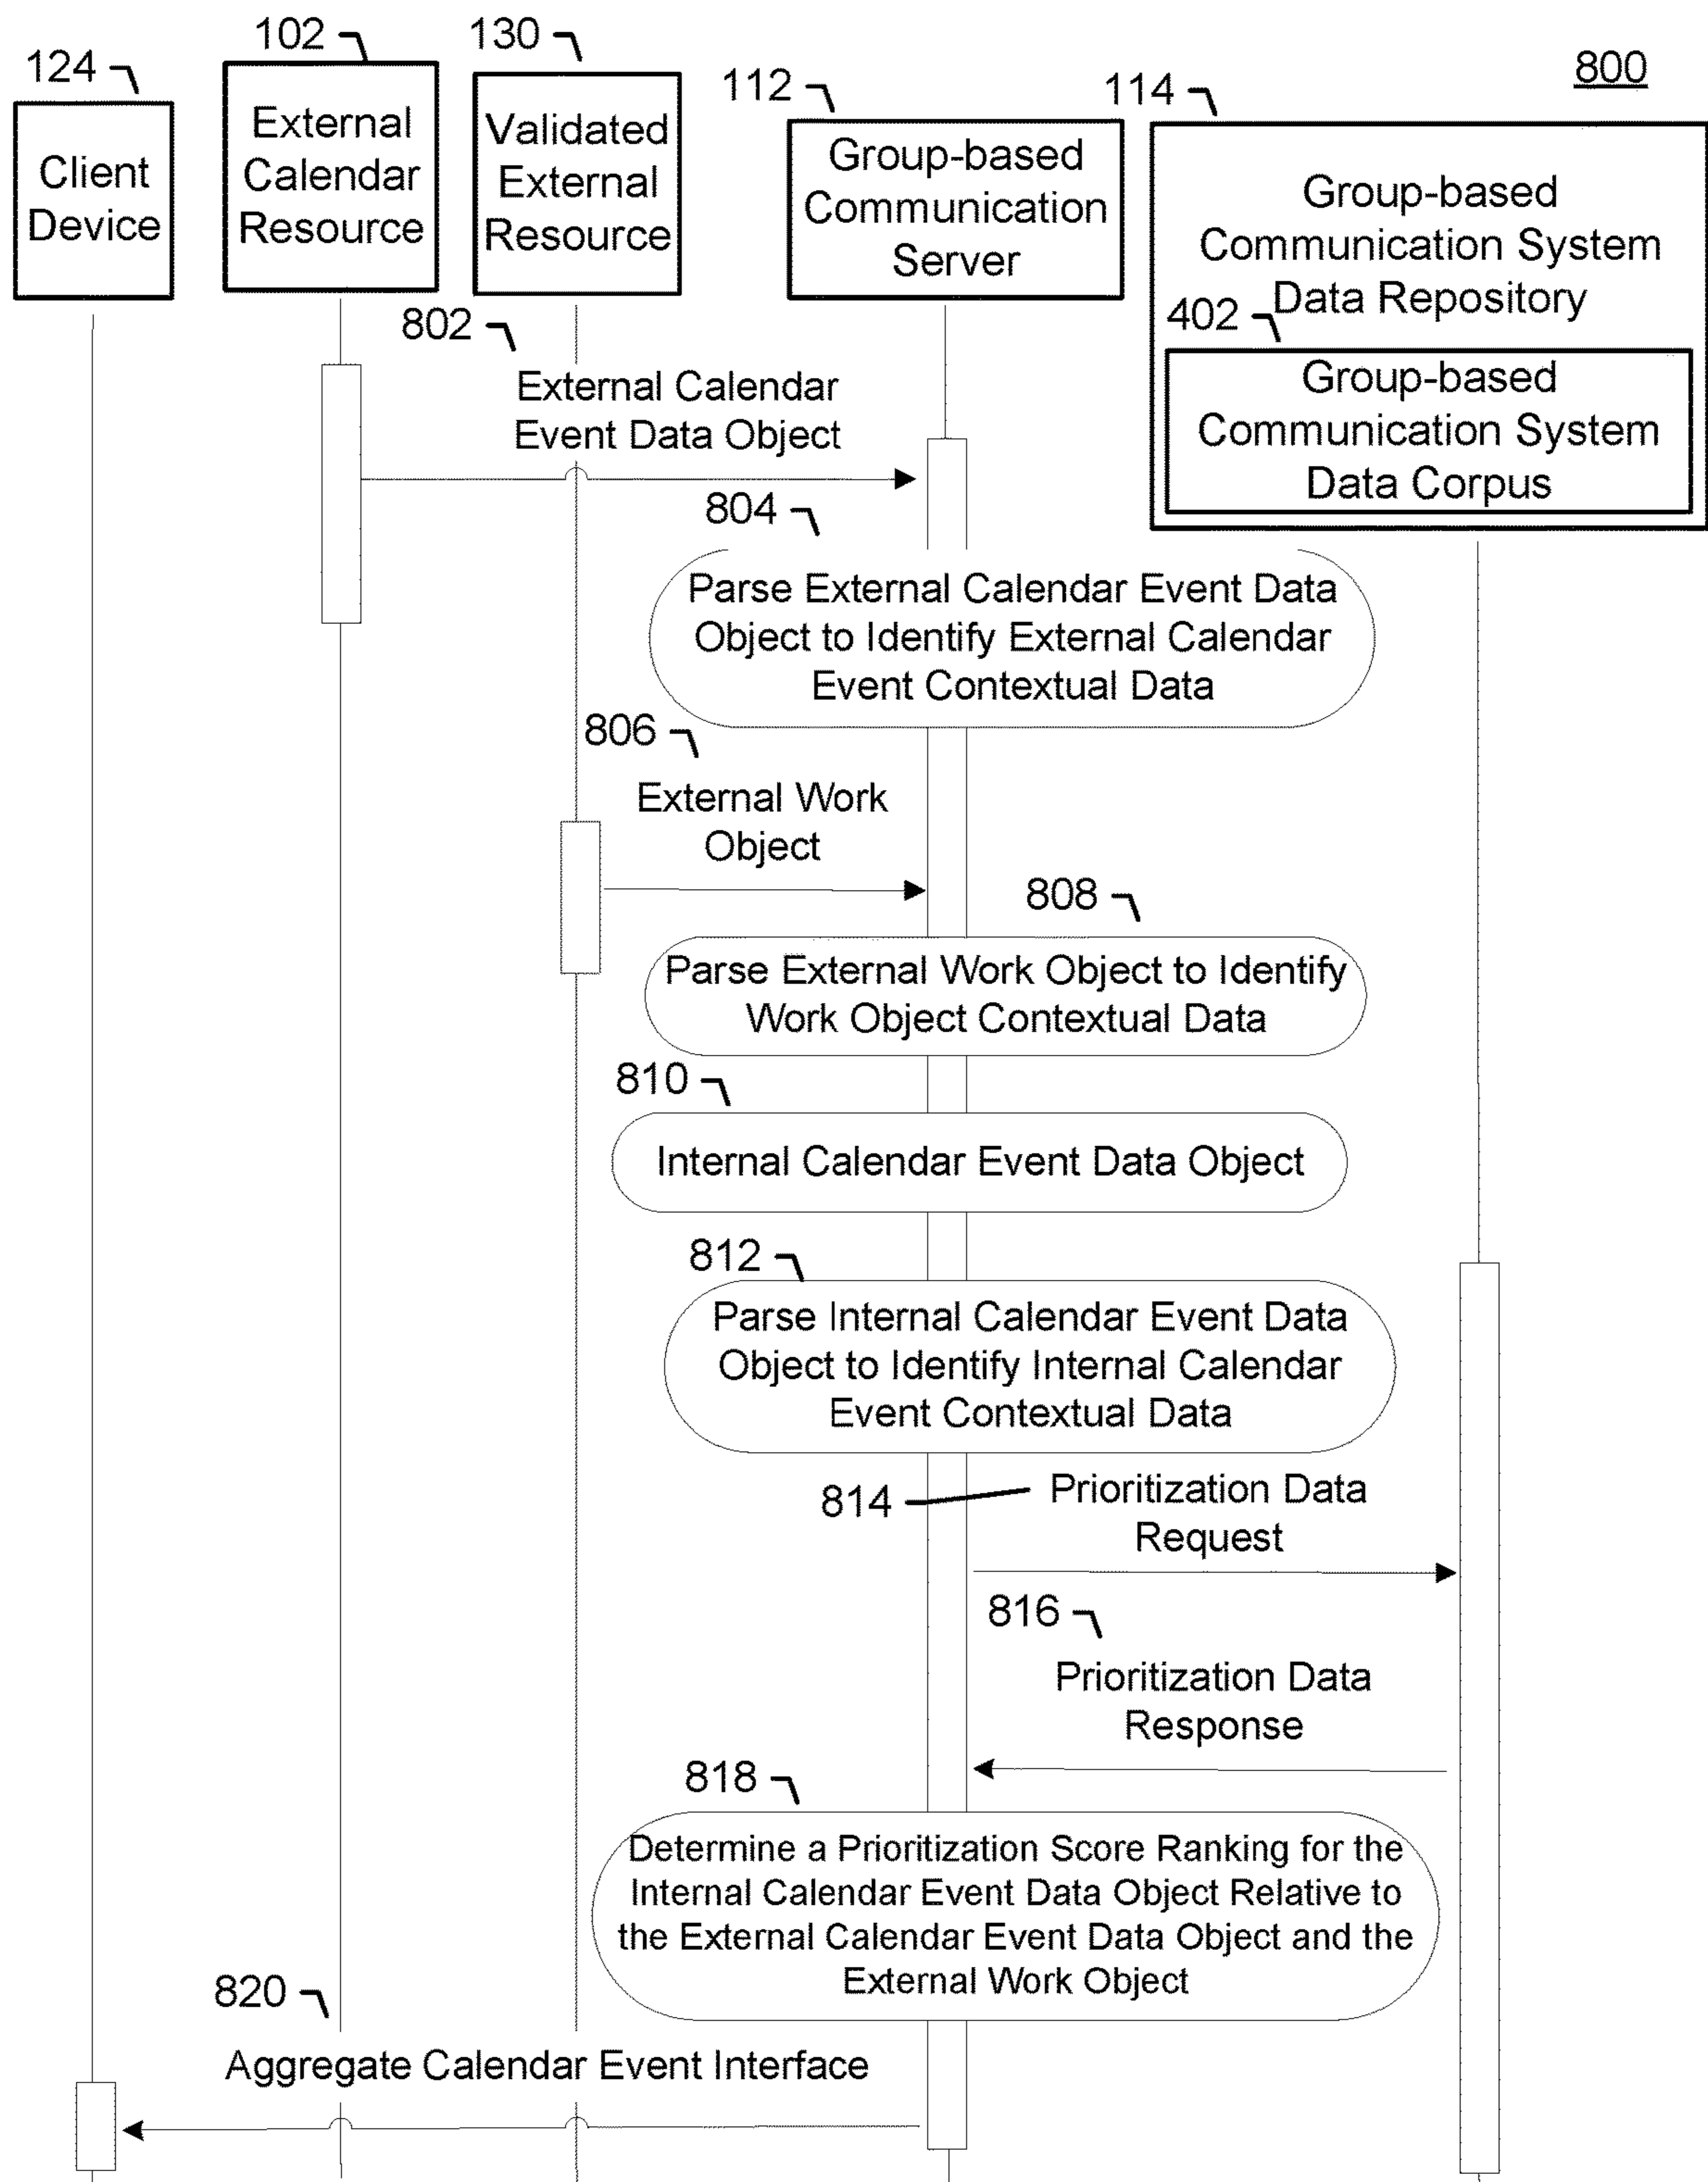 800
124
Client
Device
102
External
Calendar
Resource
130
Validated
External
Resource
112
Group-based
Communication
Server
114
Group-based
Communication System
Data Repository
402
Group-based
Communication System
Data Corpus
802
External Calendar
Event Data Object
804
Parse External Calendar Event Data
Object to Identify External Calendar
Event Contextual Data
806
External Work
Object
808
Parse External Work Object to Identify
Work Object Contextual Data
810
Internal Calendar Event Data Object
812
Parse Internal Calendar Event Data
Object to Identify Internal Calendar
Event Contextual Data
814
Prioritization Data
Request
816
Prioritization Data
Response
818
Determine a Prioritization Score Ranking for the
Internal Calendar Event Data Object Relative to
the External Calendar Event Data Object and the
External Work Object
820
Aggregate Calendar Event Interface